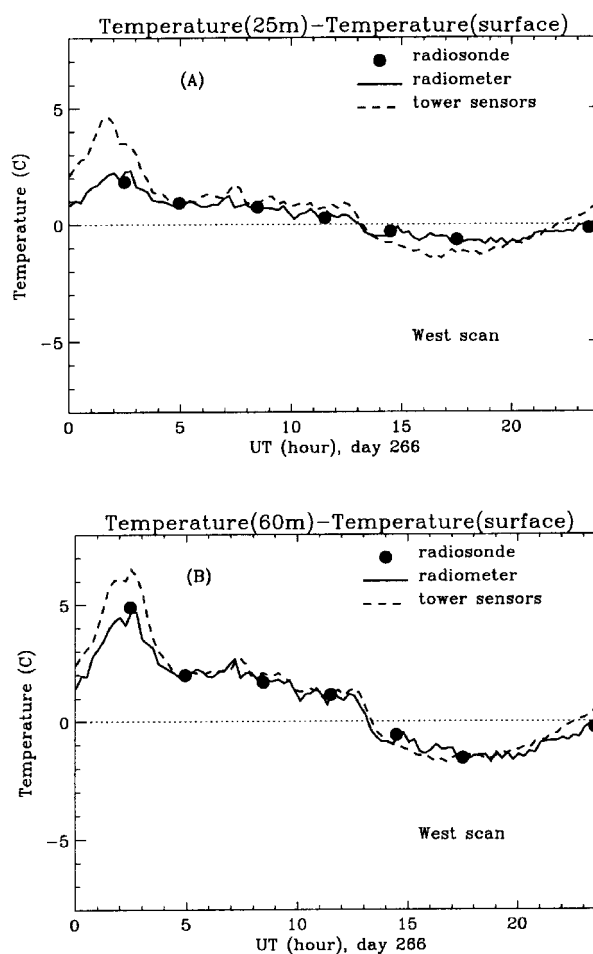 Temperature(25m)-Temperature(surface)
(A)
radiosonde
radiometer
tower sensors
5
0
-5
Temperature (C)
West scan
0 5 10 15 20
UT (hour), day 266
Temperature(60m)-Temperature(surface)
(B)
radiosonde
radiometer
tower sensors
5
0
-5
Temperature (C)
West scan
0 5 10 15 20
UT (hour), day 266